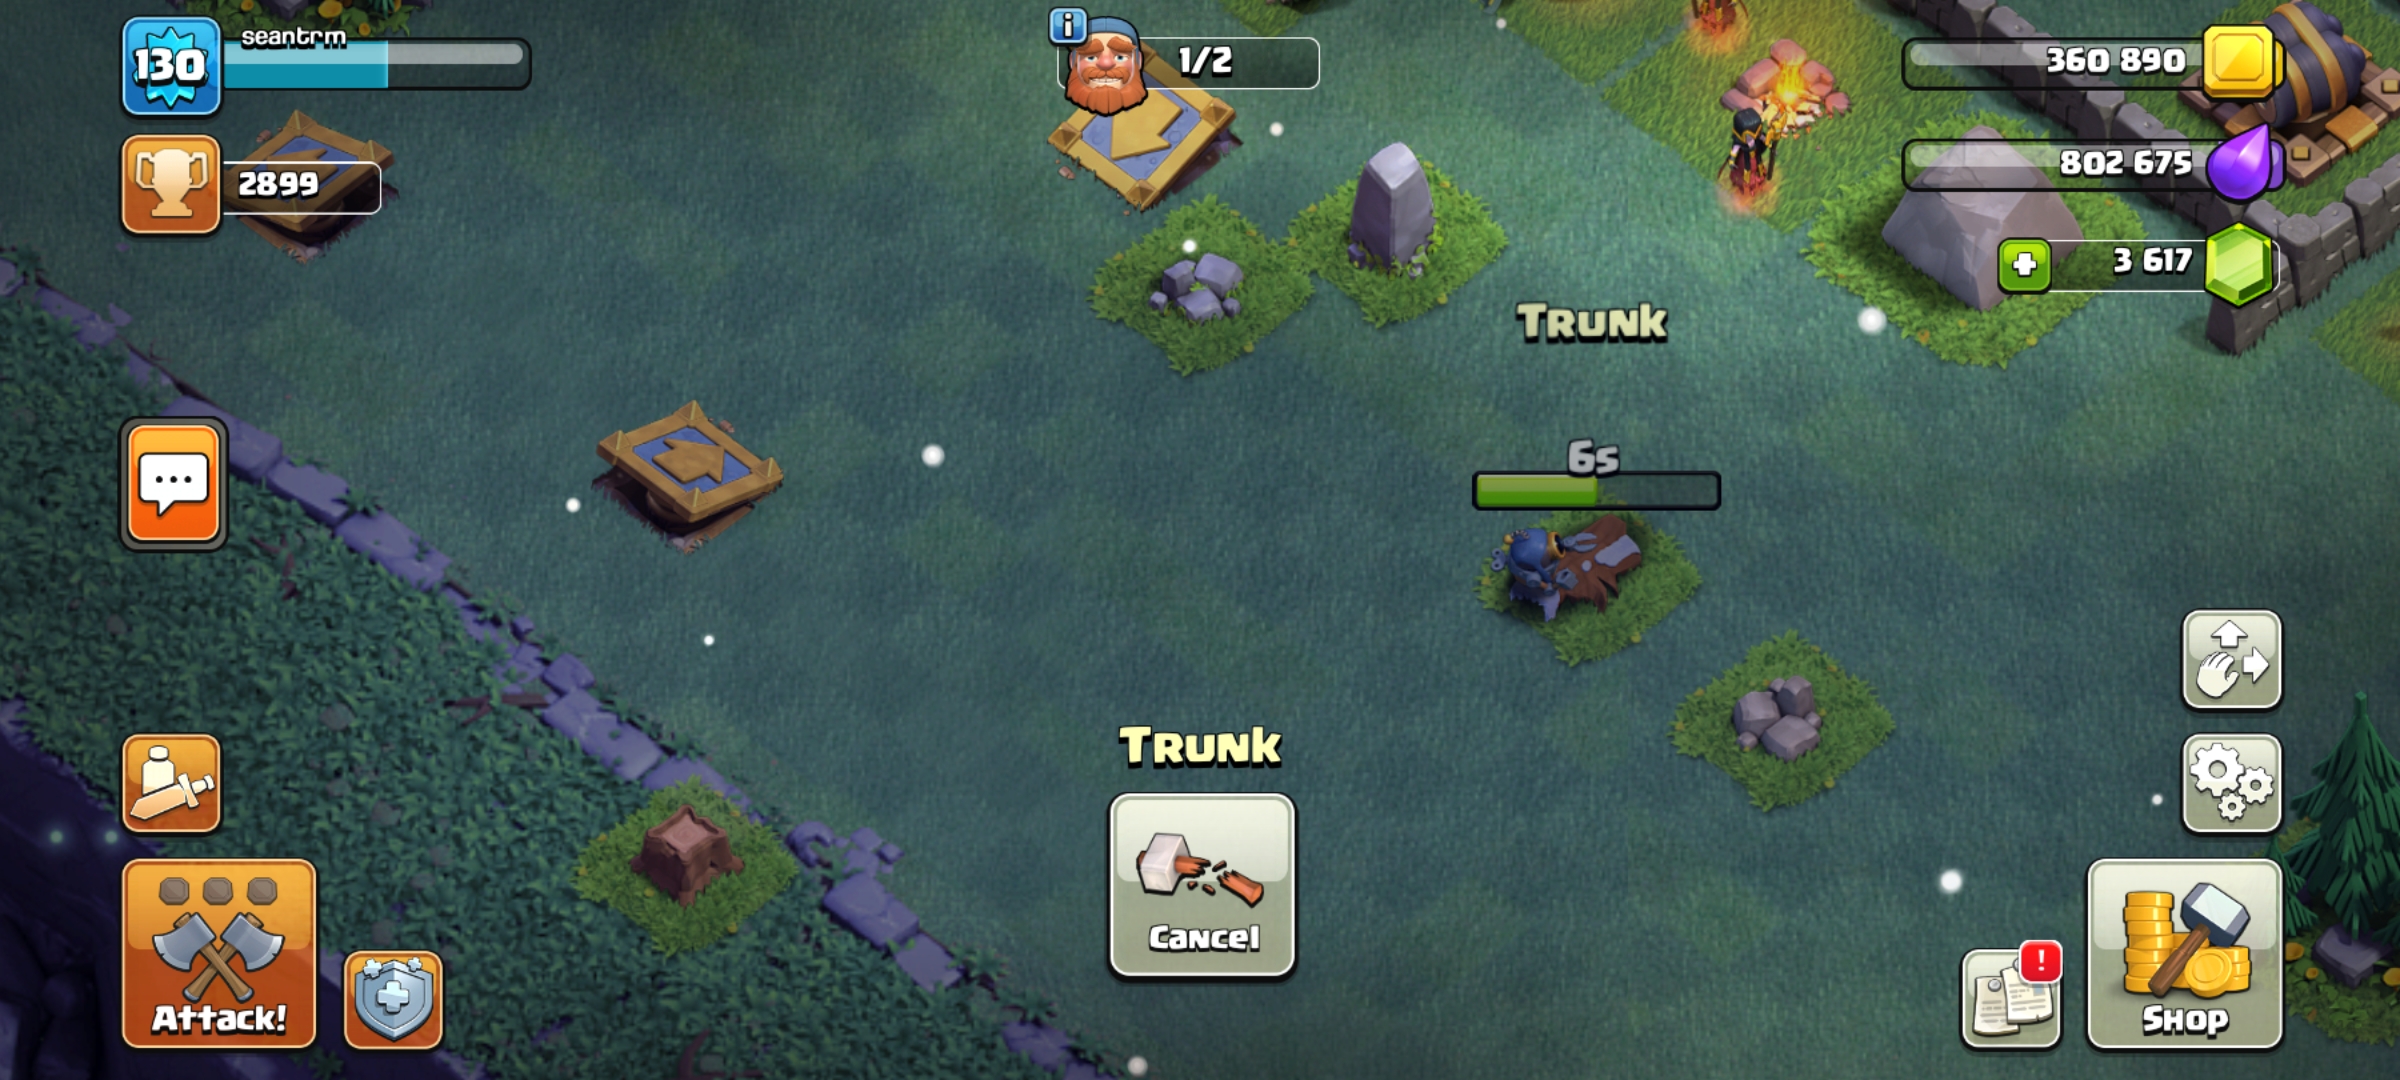 130
seantrm
1/2
360 890
2899
802 675
3 617
Trunk
6s
Trunk
Cancel
Attack!
!
Shop